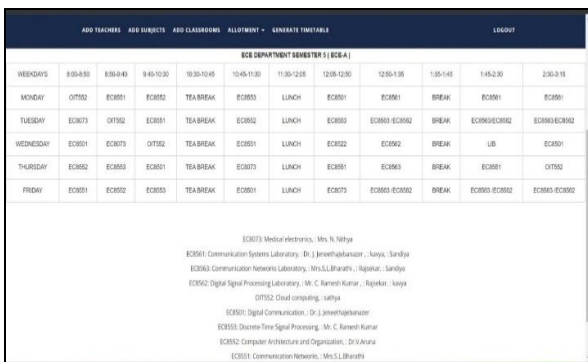 ADD TEACHERS ADD SUBJECTS ADD CLASSROOMS ALLOTMENT GENERATE TIMETABLE LOGOUT
ECE DEPARTMENT SEMESTER 5 ( ECE-A )
WEEKDAYS 8:00-8:50 8:50-9:40 9:40-10:30 10:30-10:45 10:45-11:30 11:30-12:05 12:05-12:50 12:50-1:35 1:35-1:45 1:45-2:30 2:30-3:15
MONDAY OIT552 EC8551 EC8552 TEA BREAK EC8553 LUNCH EC8501 EC8561 BREAK EC8561 EC8561
TUESDAY EC8073 OIT552 EC8551 TEA BREAK EC8552 LUNCH EC8553 EC8563 /EC8562 BREAK EC8563/EC8562 EC8563/EC8562
WEDNESDAY EC8501 EC8073 OIT552 TEA BREAK EC8551 LUNCH EC8522 EC8562 BREAK LIB EC8501
THURSDAY EC8552 EC8553 EC8501 TEA BREAK EC8073 LUNCH EC8551 EC8563 BREAK EC8551 OIT552
FRIDAY EC8551 EC8552 EC8553 TEA BREAK EC8501 LUNCH EC8073 EC8563 /EC8562 BREAK EC8563 /EC8562 EC8563 /EC8562
EC8073: Medical electronics, : Mrs. N. Nithya
EC8561: Communication Systems Laboratory, : Dr. J. Jeneethajebanazer , : kavya, : Sandiya
EC8563: Communication Networks Laboratory, : Mrs.S.L.Bharathi , : Rajsekar, : Sandiya
EC8562: Digital Signal Processing Laboratory, : Mr. C. Ramesh Kumar , : Rajsekar, : kavya
OIT552: Cloud computing, : sathya
EC8501: Digital Communication, : Dr. J. Jeneethajebanazer
EC8553: Discrete-Time Signal Processing, : Mr. C. Ramesh Kumar
EC8552: Computer Architecture and Organization, : Dr.V.Aruna
EC8551: Communication Networks, : Mrs.S.L.Bharathi